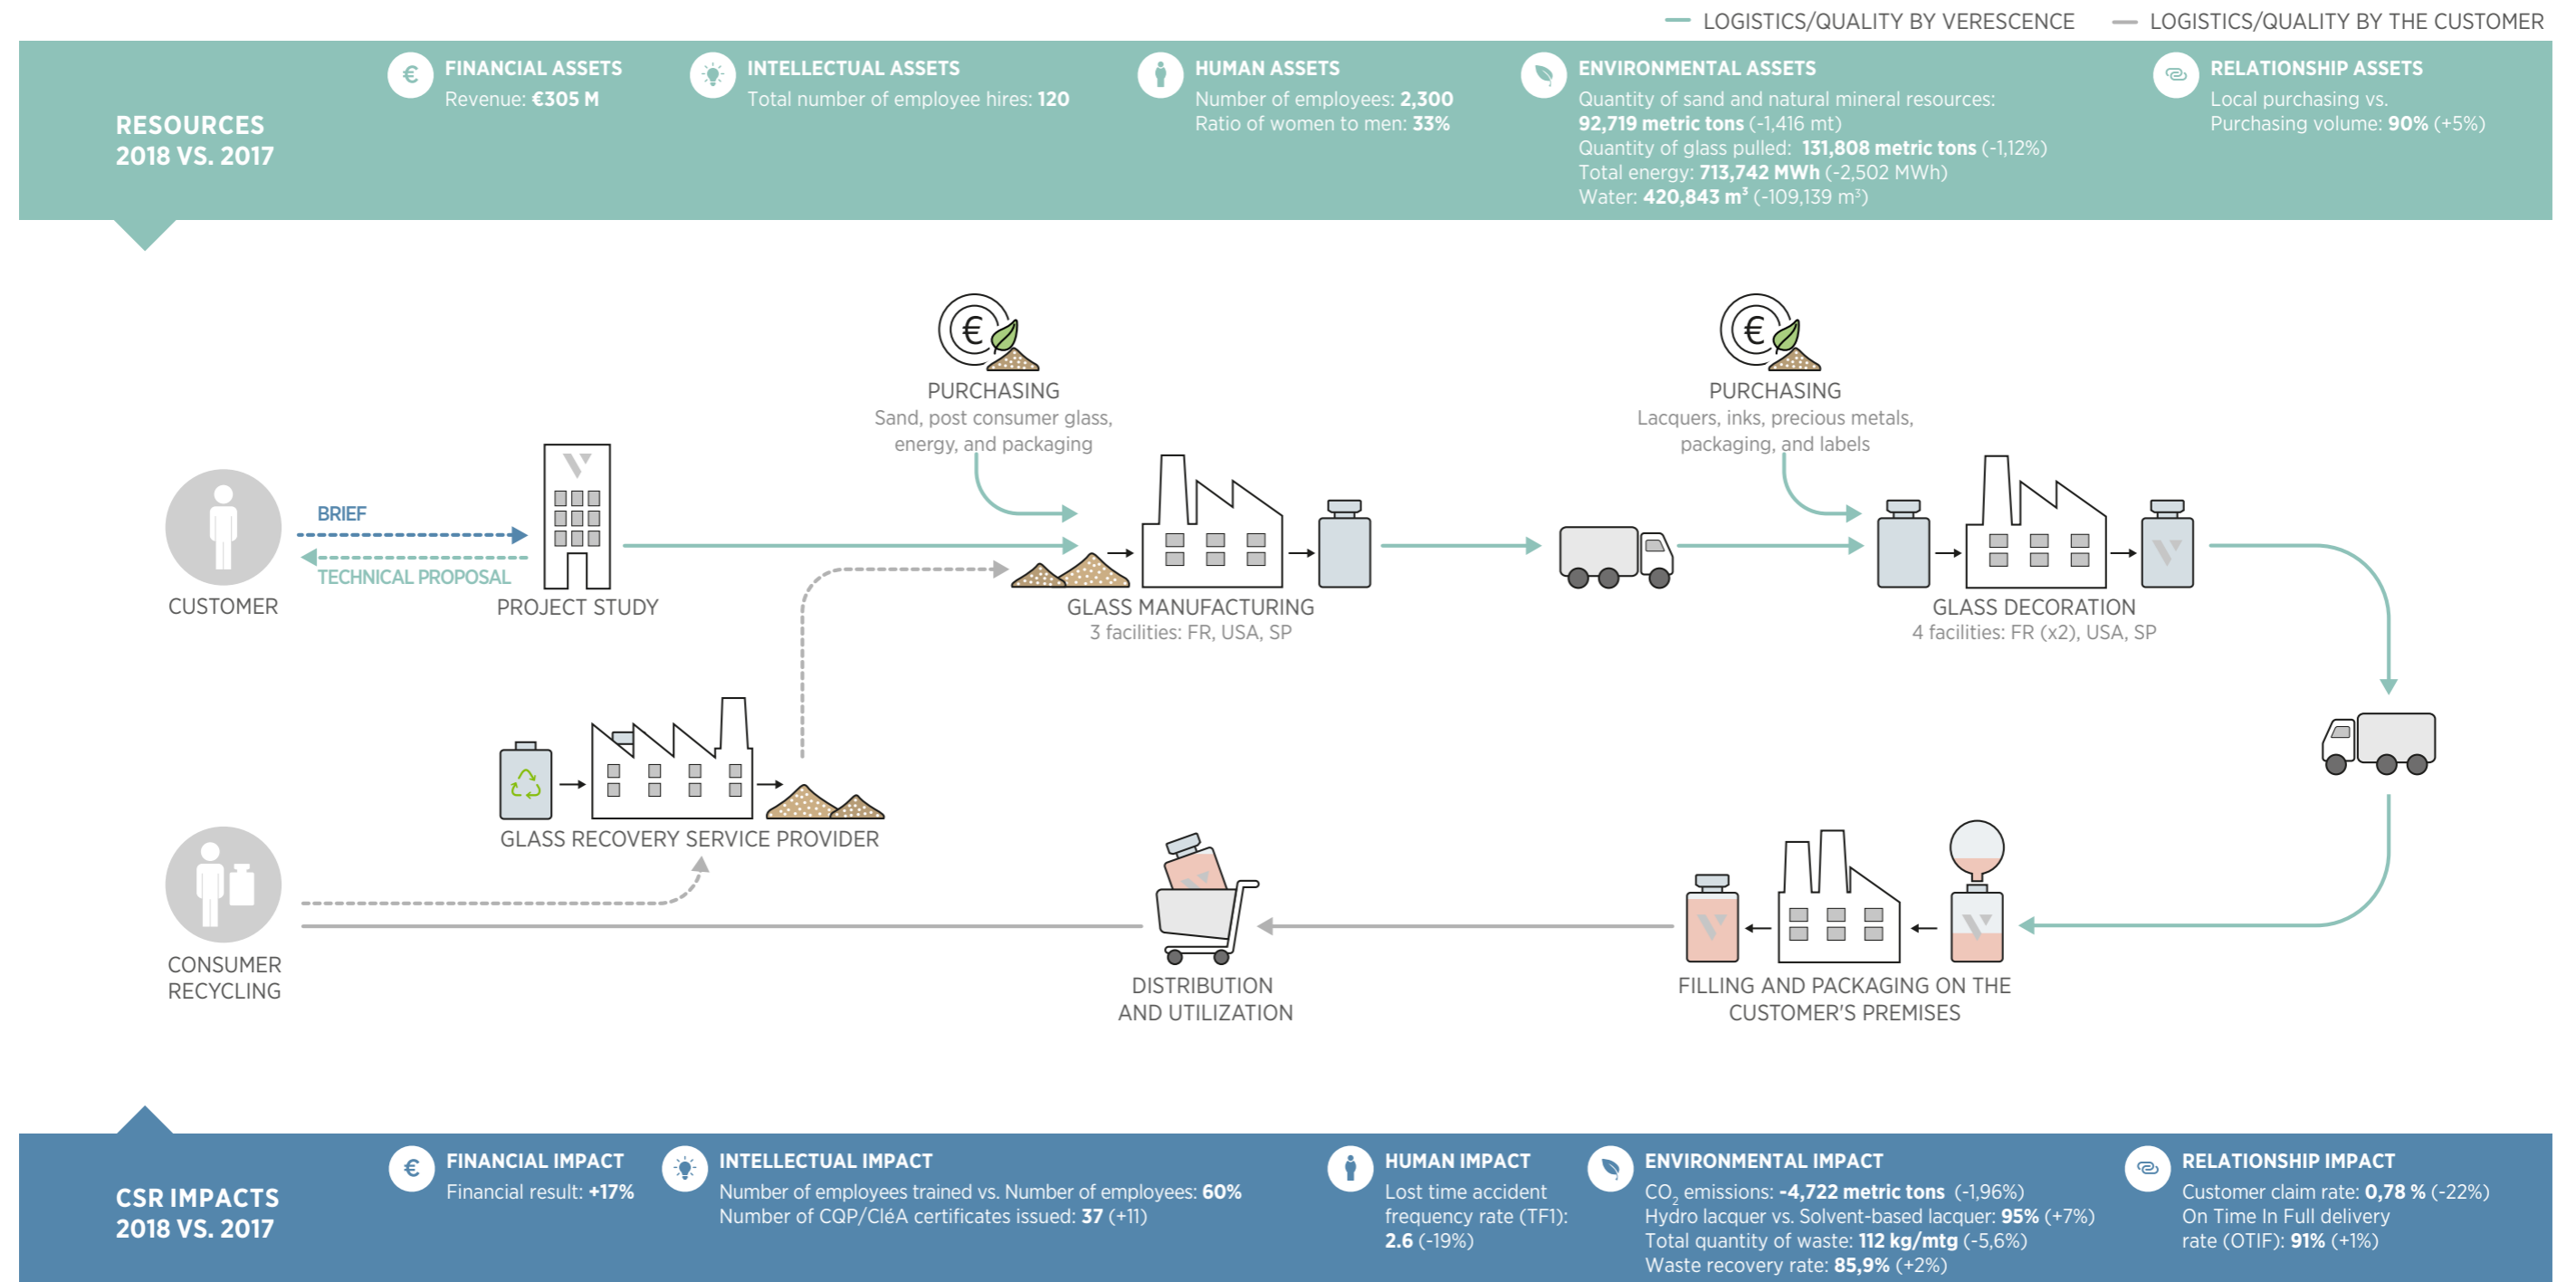 LOGISTICS/QUALITY BY VERESCENCE
LOGISTICS/QUALITY BY THE CUSTOMER
RESOURCES
2018 VS. 2017
€
FINANCIAL ASSETS
Revenue: €305 M
INTELLECTUAL ASSETS
Total number of employee hires: 120
HUMAN ASSETS
Number of employees: 2,300
Ratio of women to men: 33%
ENVIRONMENTAL ASSETS
Quantity of sand and natural mineral resources:
92,719 metric tons (-1,416 mt)
Quantity of glass pulled: 131,808 metric tons (-1,12%)
Total energy: 713,742 MWh (-2,502 MWh)
Water: 420,843 m³ (-109,139 m³)
RELATIONSHIP ASSETS
Local purchasing vs.
Purchasing volume: 90% (+5%)
€
PURCHASING
Sand, post consumer glass,
energy, and packaging
€
PURCHASING
Lacquers, inks, precious metals,
packaging, and labels
CUSTOMER
BRIEF
TECHNICAL PROPOSAL
PROJECT STUDY
GLASS MANUFACTURING
3 facilities: FR, USA, SP
GLASS DECORATION
4 facilities: FR (x2), USA, SP
GLASS RECOVERY SERVICE PROVIDER
CONSUMER
RECYCLING
DISTRIBUTION
AND UTILIZATION
FILLING AND PACKAGING ON THE
CUSTOMER'S PREMISES
CSR IMPACTS
2018 VS. 2017
€
FINANCIAL IMPACT
Financial result: +17%
INTELLECTUAL IMPACT
Number of employees trained vs. Number of employees: 60%
Number of CQP/CléA certificates issued: 37 (+11)
HUMAN IMPACT
Lost time accident
frequency rate (TF1):
2.6 (-19%)
ENVIRONMENTAL IMPACT
CO₂ emissions: -4,722 metric tons (-1,96%)
Hydro lacquer vs. Solvent-based lacquer: 95% (+7%)
Total quantity of waste: 112 kg/mtg (-5,6%)
Waste recovery rate: 85,9% (+2%)
RELATIONSHIP IMPACT
Customer claim rate: 0,78 % (-22%)
On Time In Full delivery
rate (OTIF): 91% (+1%)